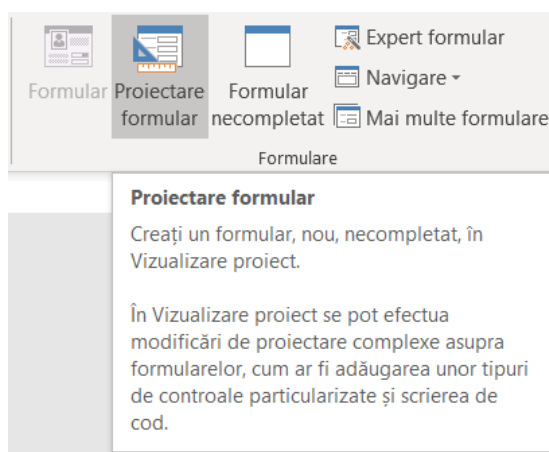 Expert formular
Navigare
Formular Proiectare formular Formular necompletat Mai multe formulare
Formulare
Proiectare formular
Creați un formular, nou, necompletat, în
Vizualizare proiect.
În Vizualizare proiect se pot efectua
modificări de proiectare complexe asupra
formularelor, cum ar fi adăugarea unor tipuri
de controale particularizate și scrierea de
cod.